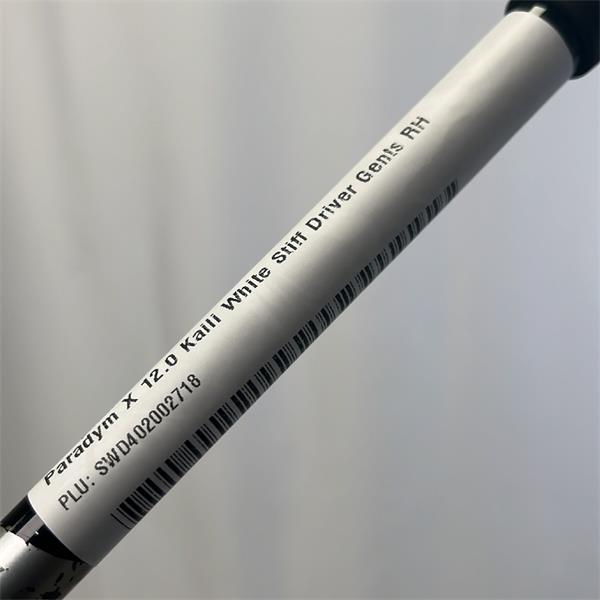 Paradym X 12.0 Kaili White Stiff Driver Gents RH
PLU: SWD402002718